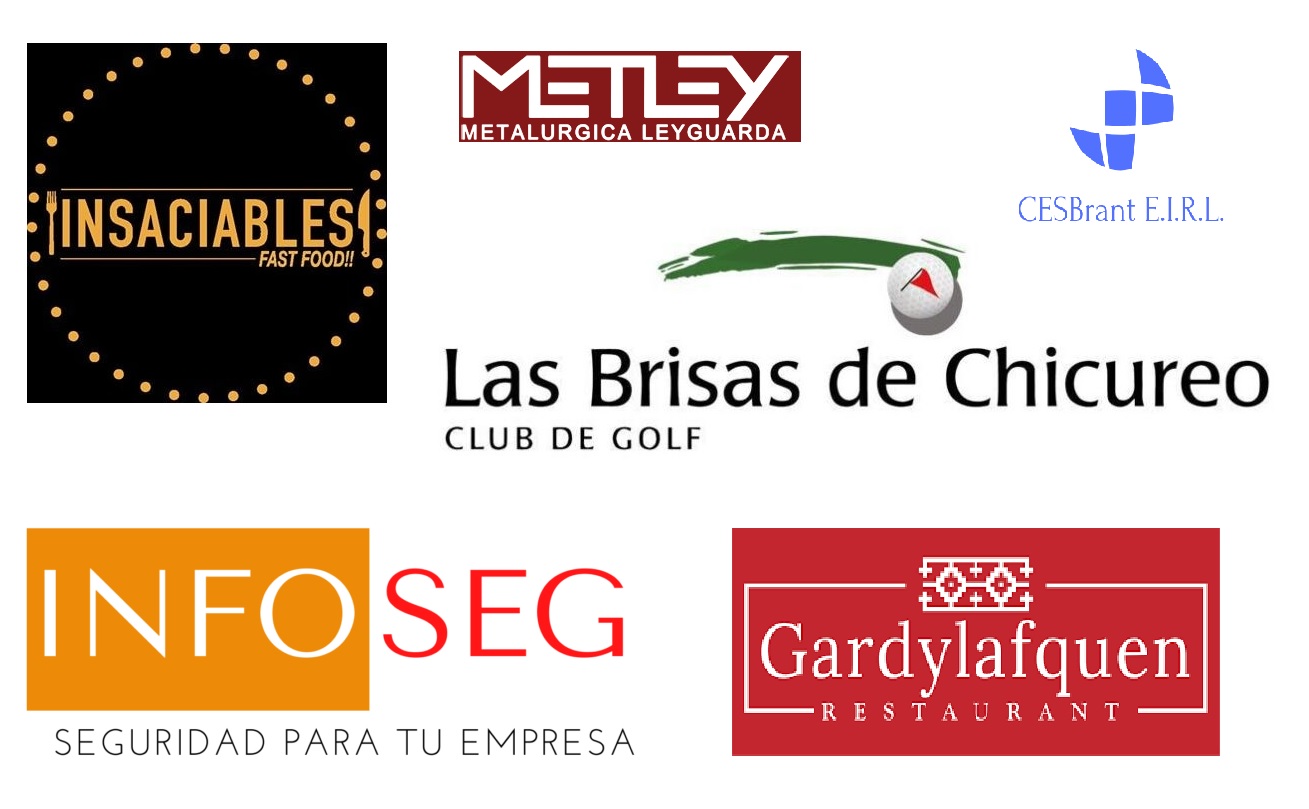 INSACIABLES
FAST FOOD!!
METLEY
METALURGICA LEYGUARDA
CESBrant E.I.R.L.
Las Brisas de Chicureo
CLUB DE GOLF
INFOSEG
SEGURIDAD PARA TU EMPRESA
Gardylafquen
RESTAURANT